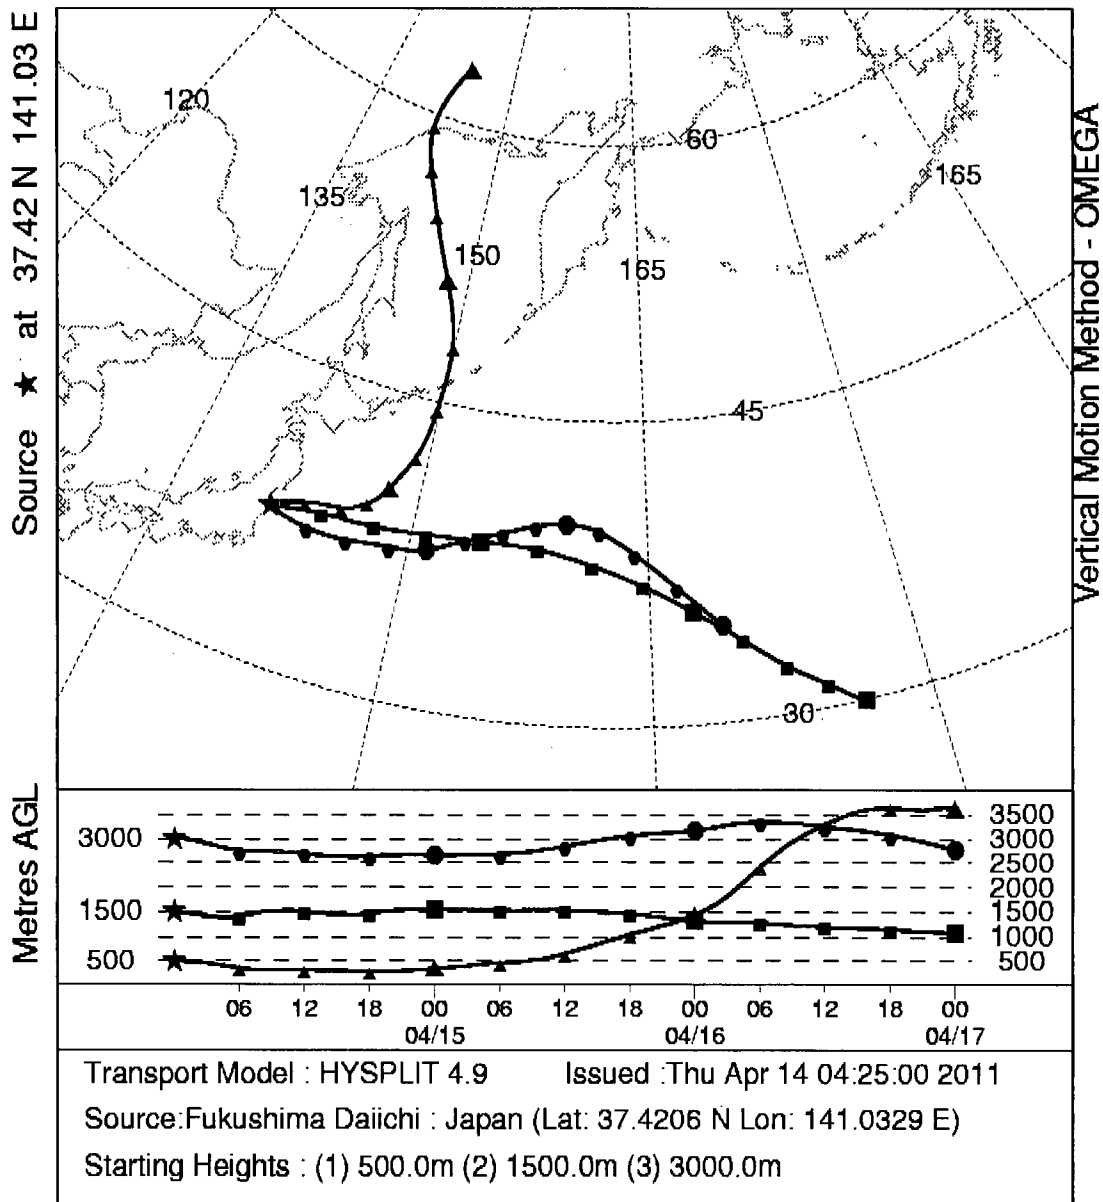 Source ★ at 37.42 N 141.03 E
Vertical Motion Method - OMEGA
120
135
150
165
60
165
45
30
Metres AGL
3000
1500
500
3500
3000
2500
2000
1500
1000
500
06 12 18 00 06 12 18 00 06 12 18 00
04/15 04/16 04/17
Transport Model : HYSPLIT 4.9 Issued :Thu Apr 14 04:25:00 2011
Source:Fukushima Daiichi : Japan (Lat: 37.4206 N Lon: 141.0329 E)
Starting Heights : (1) 500.0m (2) 1500.0m (3) 3000.0m